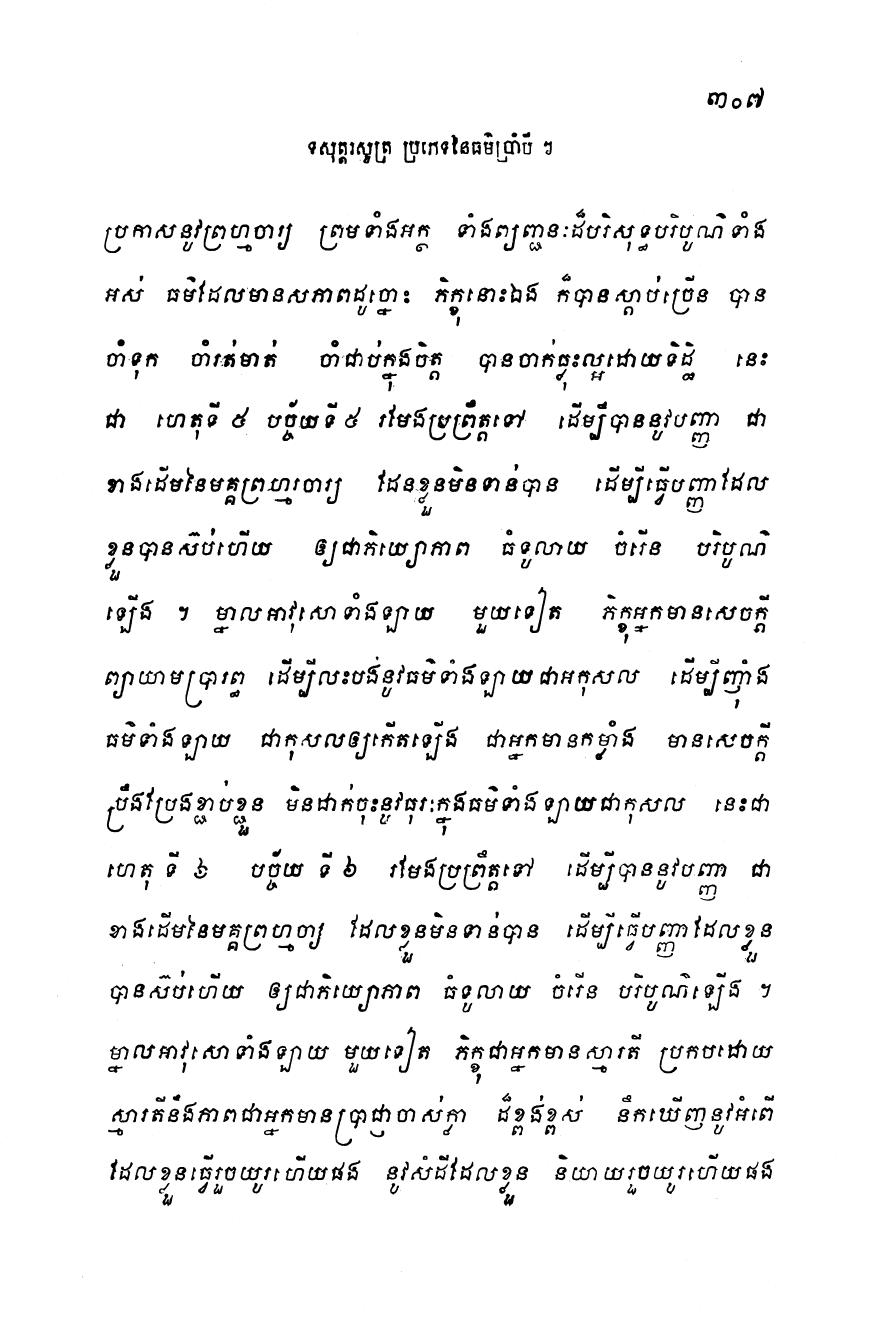 ៣០៧
ទសុត្តរសូត្រ ប្រភេទនៃធម៌ប្រាំបី ។
ប្រកាសនូវព្រហ្មចារ្យ ព្រមទាំងអត្ថ ទាំងព្យញ្ជនៈដ៏បរិសុទ្ធបរិបូណ៌ទាំង
អស់ ធម៌ដែលមានសភាពដូច្នោះ ភិក្ខុនោះឯង ក៏បានស្តាប់ច្រើន បាន
ចាំទុក ចាំរត់មាត់ ចាំជាប់ក្នុងចិត្ត បានចាក់ធ្លុះល្អដោយទិដ្ឋិ នេះ
ជា ហេតុទី ៥ បច្ច័យទី ៥ រមែងប្រព្រឹត្តទៅ ដើម្បីបាននូវបញ្ញា ជា
ខាងដើមនៃមគ្គព្រហ្មរចារ្យ ដែនខ្លួនមិនទាន់បាន ដើម្បីធ្វើបញ្ញាដែល
ខ្លួនបានស៊ប់ហើយ ឲ្យជាភិយ្យោភាព ធំទូលាយ ចំរើន បរិបូណ៌
ឡើង ។ ម្នាលអាវុសោទាំងឡាយ មួយទៀត ភិក្ខុអ្នកមានសេចក្តី
ព្យាយាមប្រារព្ធ ដើម្បីលះបង់នូវធម៌ទាំងឡាយជាអកុសល ដើម្បីញុំាំង
ធម៌ទាំងឡាយ ជាកុសលឲ្យកើតឡើង ជាអ្នកមានកម្លាំង មានសេចក្តី
ប្រឹងប្រែងខ្ជាប់ខ្ជួន មិនដាក់ចុះនូវធុរៈក្នុងធម៌ទាំងឡាយជាកុសល នេះជា
ហេតុ ទី ៦ បច្ច័យ ទី ៦ រមែងប្រព្រឹត្តទៅ ដើម្បីបាននូវបញ្ញា ជា
ខាងដើមនៃមគ្គព្រហ្មចារ្យ ដែលខ្លួនមិនទាន់បាន ដើម្បីធ្វើបញ្ញាដែលខ្លួន
បានស៊ប់ហើយ ឲ្យជាភិយ្យោភាព ធំទូលាយ ចំរើន បរិបូណ៌ឡើង ។
ម្នាលអាវុសោទាំងឡាយ មួយទៀត ភិក្ខុជាអ្នកមានស្មារតី ប្រកបដោយ
ស្មារតីនឹងភាពជាអ្នកមានប្រាជ្ញាចាស់ក្លា ដ៏ខ្ពង់ខ្ពស់ នឹកឃើញនូវអំពើ
ដែលខ្លួនធ្វើរួចយូរហើយផង នូវសំដីដែលខ្លួន និយាយរួចយូរហើយផង